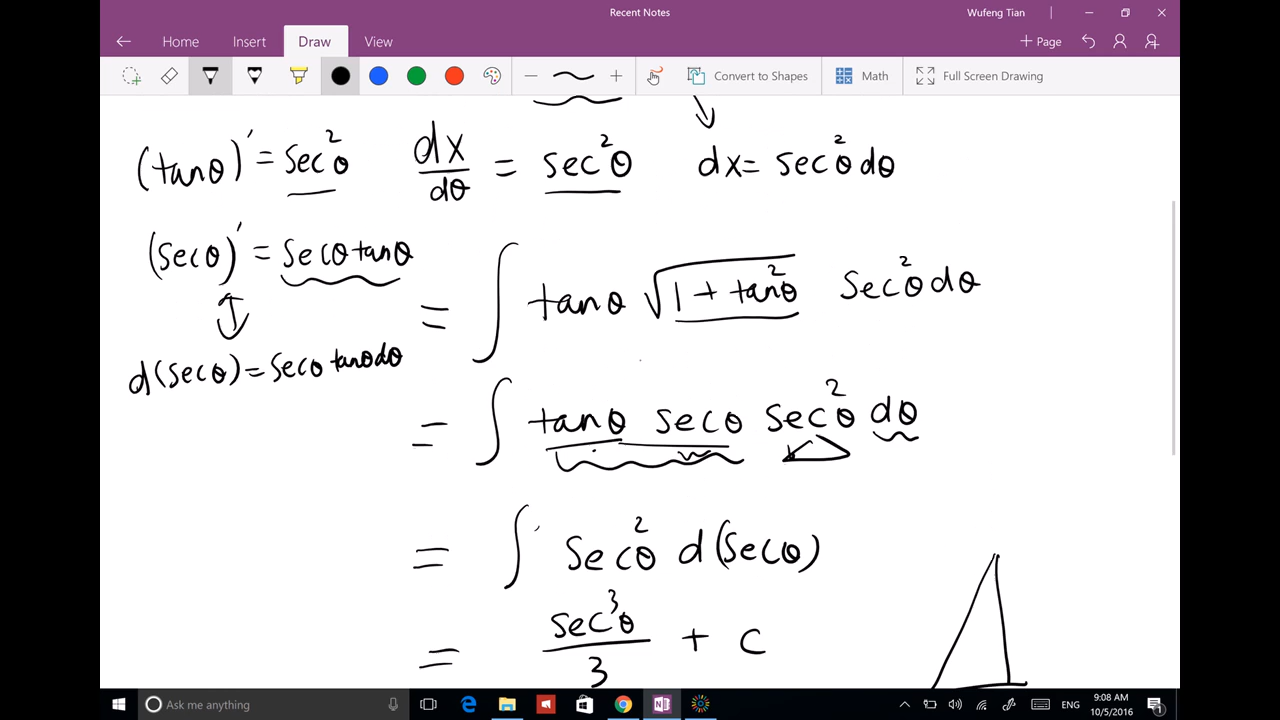 Recent Notes
Wufeng Tian
Home Insert Draw View
+ Page
Convert to Shapes
Math
Full Screen Drawing
(tanθ)' = sec²θ
dx/dθ = sec²θ
dx = sec²θ dθ
(secθ)' = secθ tanθ
= ∫ tanθ √(1 + tan²θ) sec²θ dθ
d(secθ) = secθ tanθ dθ
= ∫ tanθ secθ sec²θ dθ
= ∫ sec²θ d(secθ)
= sec³θ/3 + c
Ask me anything
ENG
9:08 AM
10/5/2016
1